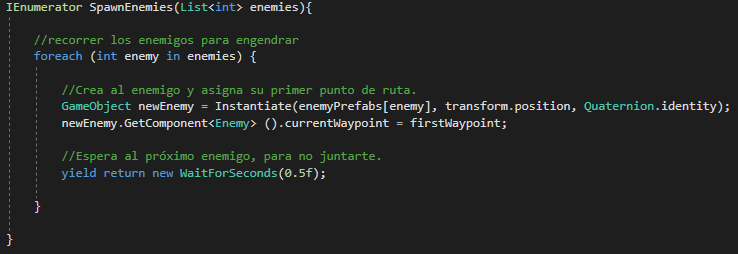 IEnumerator SpawnEnemies(List<int> enemies){
//recorrer los enemigos para engendrar
foreach (int enemy in enemies) {
//Crea al enemigo y asigna su primer punto de ruta.
GameObject newEnemy = Instantiate(enemyPrefabs[enemy], transform.position, Quaternion.identity);
newEnemy.GetComponent<Enemy> ().currentWaypoint = firstWaypoint;
//Espera al próximo enemigo, para no juntarte.
yield return new WaitForSeconds(0.5f);
}
}